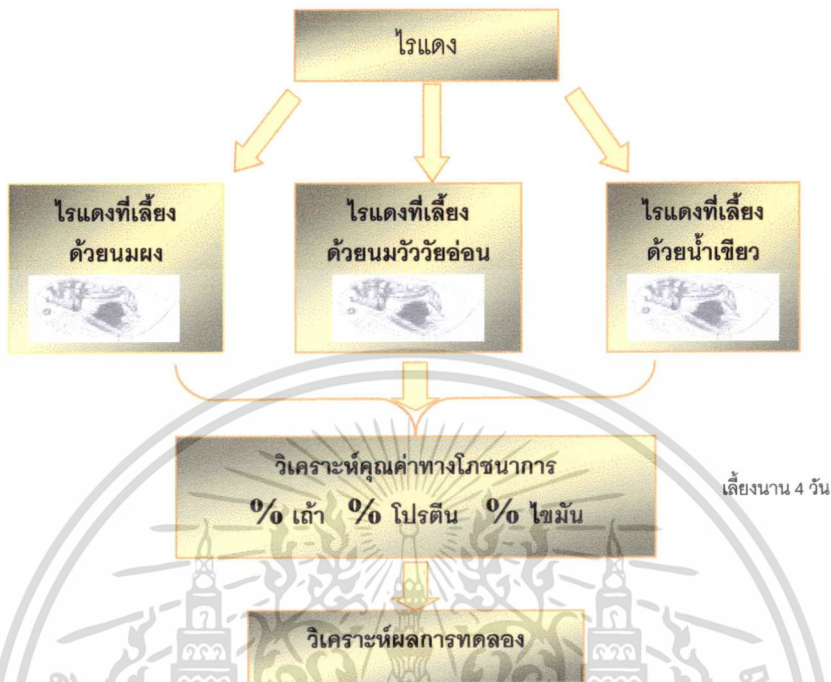 ไรแดง
ไรแดงที่เลี้ยง
ด้วยนมผง
ไรแดงที่เลี้ยง
ด้วยนมวัววัยอ่อน
ไรแดงที่เลี้ยง
ด้วยน้ำเขียว
วิเคราะห์คุณค่าทางโภชนาการ
% เถ้า % โปรตีน % ไขมัน
เลี้ยงนาน 4 วัน
วิเคราะห์ผลการทดลอง